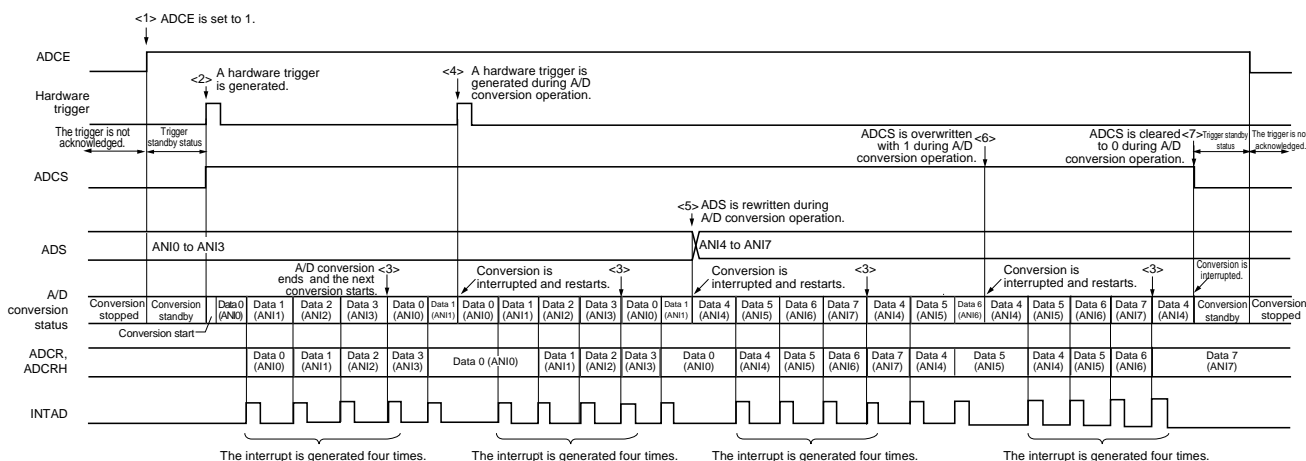 <1> ADCE is set to 1.
ADCE
<2> A hardware trigger
is generated.
<4> A hardware trigger is
generated during A/D
conversion operation.
Hardware
trigger
The trigger is not
acknowledged.
Trigger
standby status
ADCS is overwritten <6>
with 1 during A/D
conversion operation.
ADCS is cleared <7>
to 0 during A/D
conversion operation.
Trigger standby
status
The trigger is no
acknowledged.
ADCS
<5> ADS is rewritten during
A/D conversion operation.
ADS
ANI0 to ANI3
ANI4 to ANI7
A/D conversion <3>
ends and the next
conversion starts.
Conversion is
interrupted and restarts.
<3>
Conversion is
interrupted and restarts.
<3>
Conversion is
interrupted and restarts.
<3>
Conversion is
interrupted.
A/D
conversion
status
Conversion
stopped
Conversion
standby
Conversion start
Data 0
(ANI0)
Data 1
(ANI1)
Data 2
(ANI2)
Data 3
(ANI3)
Data 0
(ANI0)
Data 1
(ANI1)
Data 0
(ANI0)
Data 1
(ANI1)
Data 2
(ANI2)
Data 3
(ANI3)
Data 0
(ANI0)
Data 1
(ANI1)
Data 4
(ANI4)
Data 5
(ANI5)
Data 6
(ANI6)
Data 7
(ANI7)
Data 4
(ANI4)
Data 5
(ANI5)
Data 6
(ANI6)
Data 4
(ANI4)
Data 5
(ANI5)
Data 6
(ANI6)
Data 7
(ANI7)
Data 4
(ANI4)
Conversion
standby
Conversion
stopped
ADCR,
ADCRH
Data 0
(ANI0)
Data 1
(ANI1)
Data 2
(ANI2)
Data 3
(ANI3)
Data 0 (ANI0)
Data 1
(ANI1)
Data 2
(ANI2)
Data 3
(ANI3)
Data 0
(ANI0)
Data 4
(ANI4)
Data 5
(ANI5)
Data 6
(ANI6)
Data 7
(ANI7)
Data 4
(ANI4)
Data 5
(ANI5)
Data 4
(ANI4)
Data 5
(ANI5)
Data 6
(ANI6)
Data 7
(ANI7)
INTAD
The interrupt is generated four times.
The interrupt is generated four times.
The interrupt is generated four times.
The interrupt is generated four times.